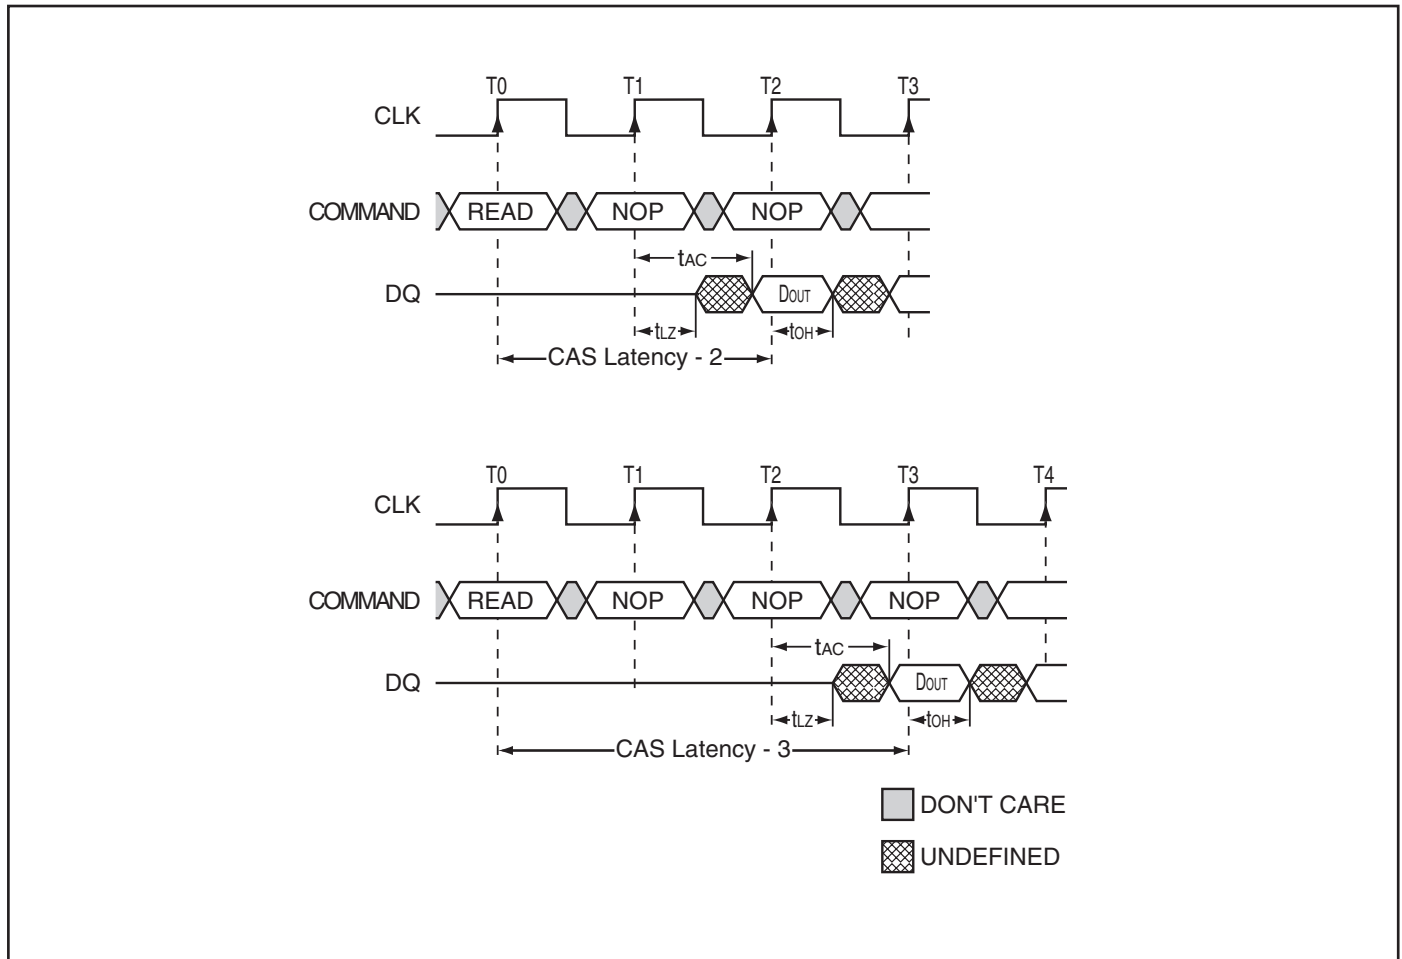 T0 T1 T2 T3
CLK
COMMAND READ NOP NOP
tAC
DQ DOUT
tLZ tOH
CAS Latency - 2
T0 T1 T2 T3 T4
CLK
COMMAND READ NOP NOP NOP
tAC
DQ DOUT
tLZ tOH
CAS Latency - 3
DON'T CARE
UNDEFINED